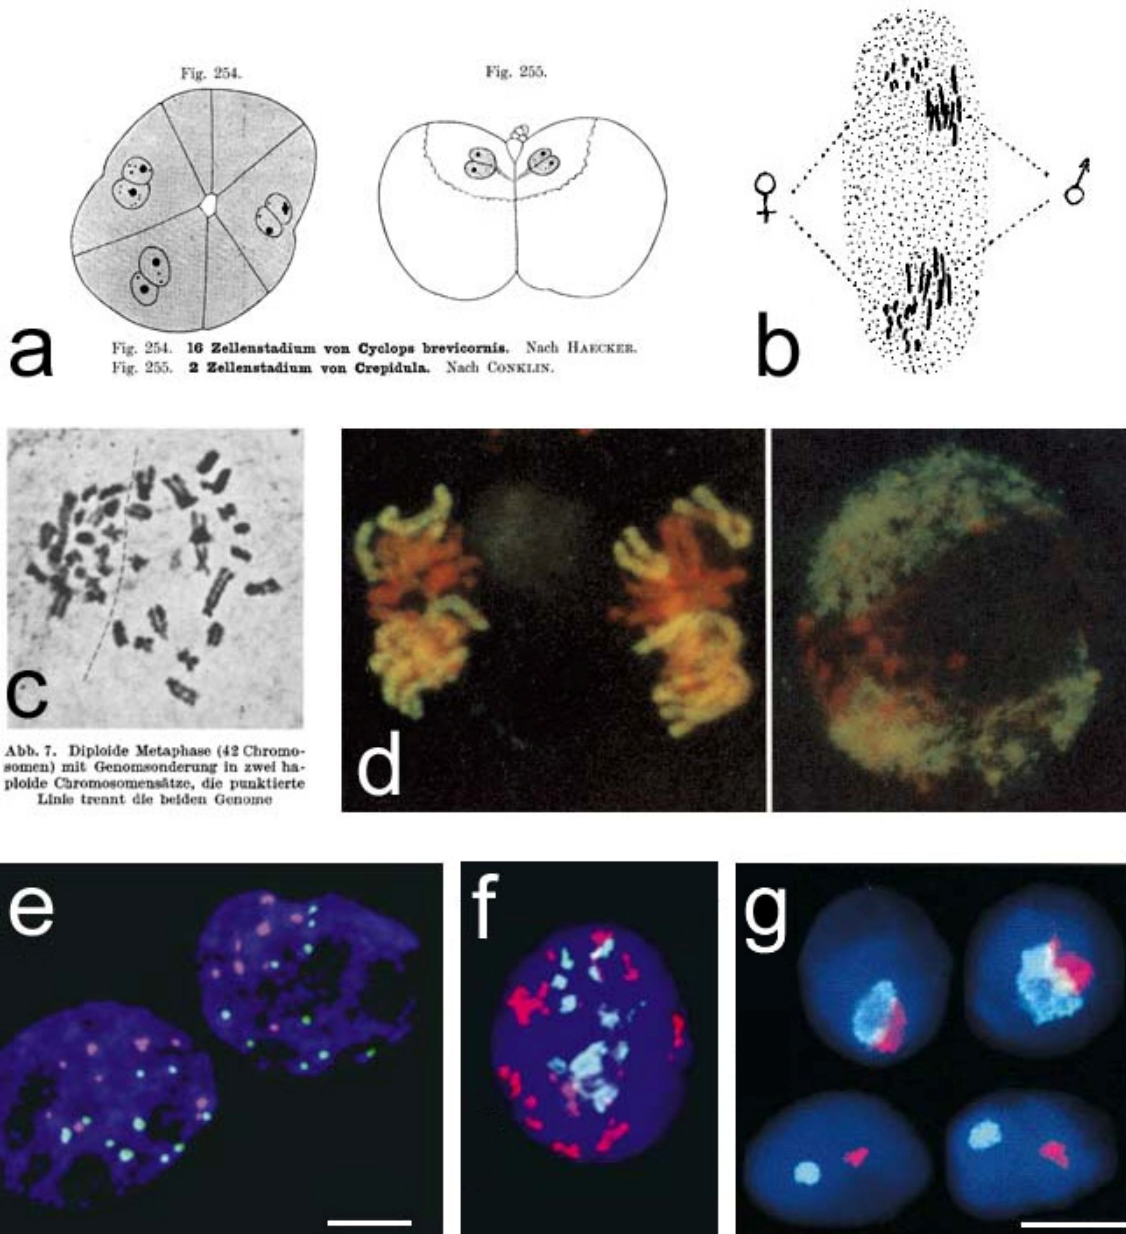 Fig. 254.
Fig. 255.
a
Fig. 254. 16 Zellenstadium von Cyclops brevicornis. Nach HAECKER.
Fig. 255. 2 Zellenstadium von Crepidula. Nach CONKLIN.
♀
♂
b
c
Abb. 7. Diploide Metaphase (42 Chromo-
somen) mit Genomsonderung in zwei ha-
ploide Chromosomensätze, die punktierte
Linie trennt die beiden Genome
d
e
f
g